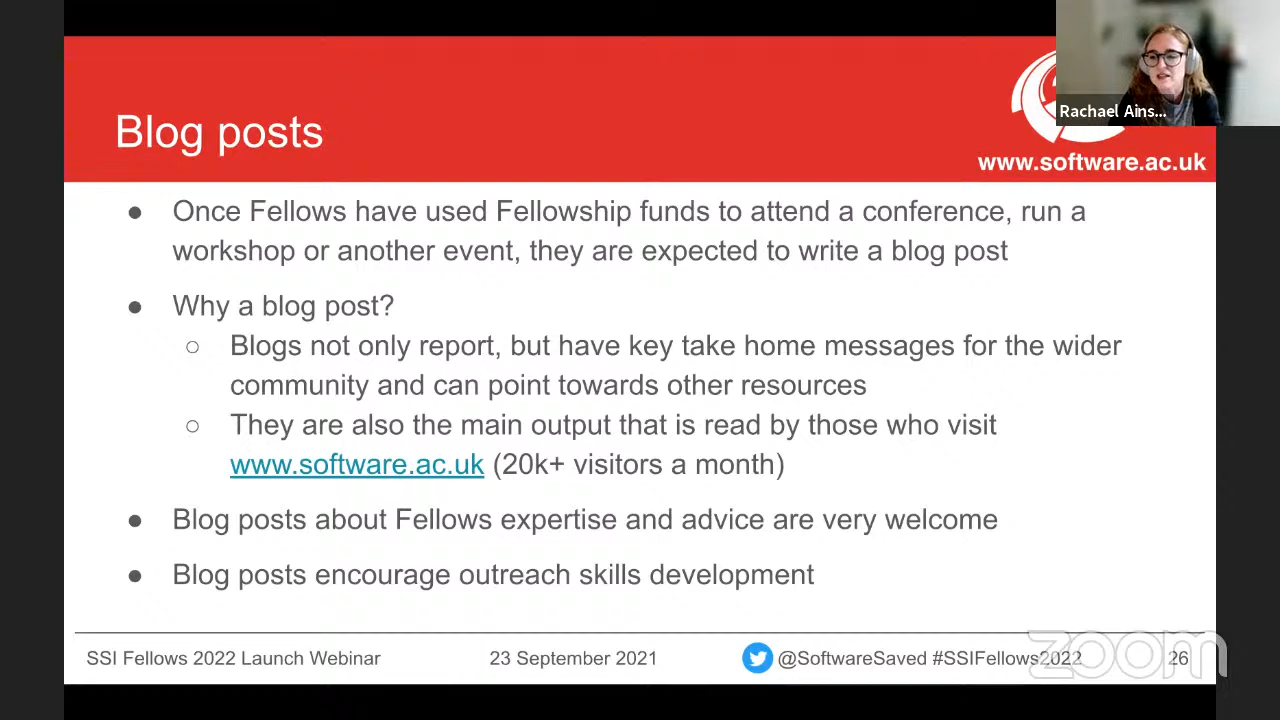 Rachael Ains...
Blog posts
www.software.ac.uk
● Once Fellows have used Fellowship funds to attend a conference, run a
workshop or another event, they are expected to write a blog post
● Why a blog post?
○ Blogs not only report, but have key take home messages for the wider
community and can point towards other resources
○ They are also the main output that is read by those who visit
www.software.ac.uk (20k+ visitors a month)
● Blog posts about Fellows expertise and advice are very welcome
● Blog posts encourage outreach skills development
SSI Fellows 2022 Launch Webinar
23 September 2021
@SoftwareSaved #SSIFellows2022
26
zoom